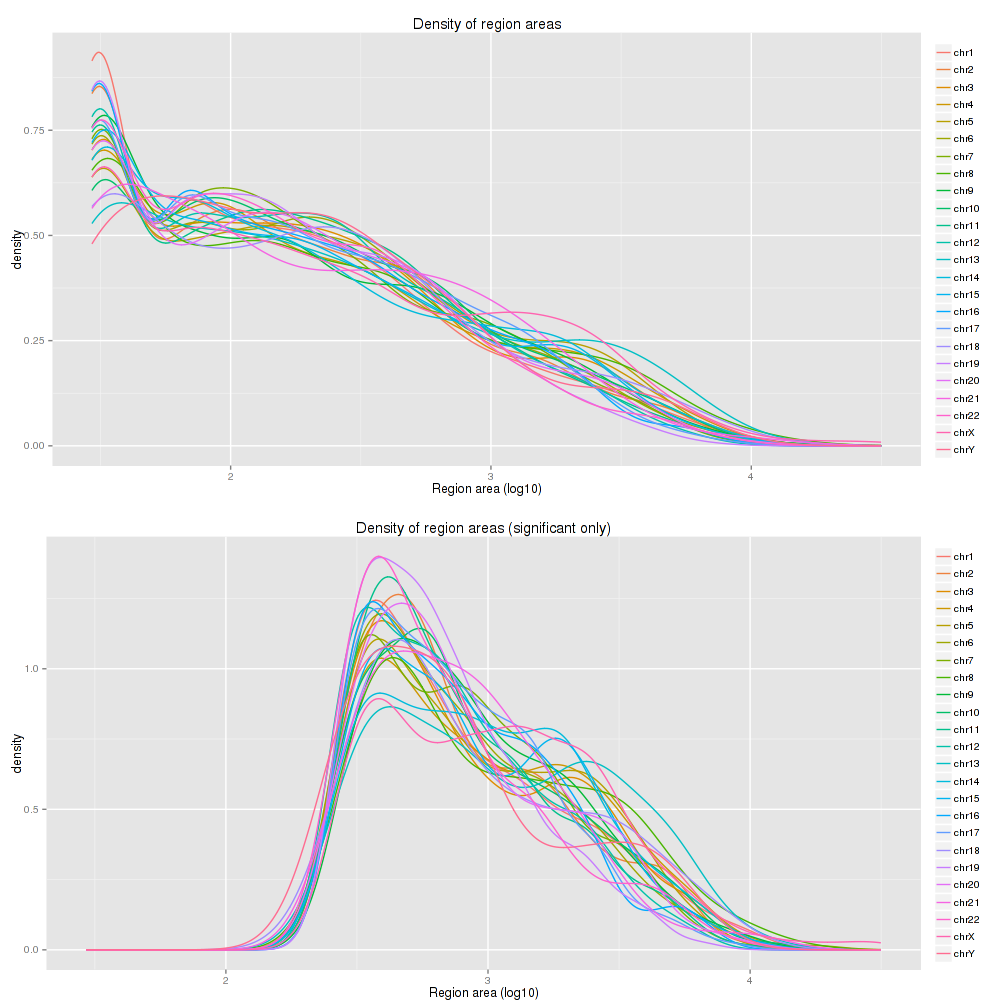 Density of region areas
density
0.75
0.50
0.25
0.00
2
3
4
Region area (log10)
chr1
chr2
chr3
chr4
chr5
chr6
chr7
chr8
chr9
chr10
chr11
chr12
chr13
chr14
chr15
chr16
chr17
chr18
chr19
chr20
chr21
chr22
chrX
chrY
Density of region areas (significant only)
density
1.0
0.5
0.0
2
3
4
Region area (log10)
chr1
chr2
chr3
chr4
chr5
chr6
chr7
chr8
chr9
chr10
chr11
chr12
chr13
chr14
chr15
chr16
chr17
chr18
chr19
chr20
chr21
chr22
chrX
chrY